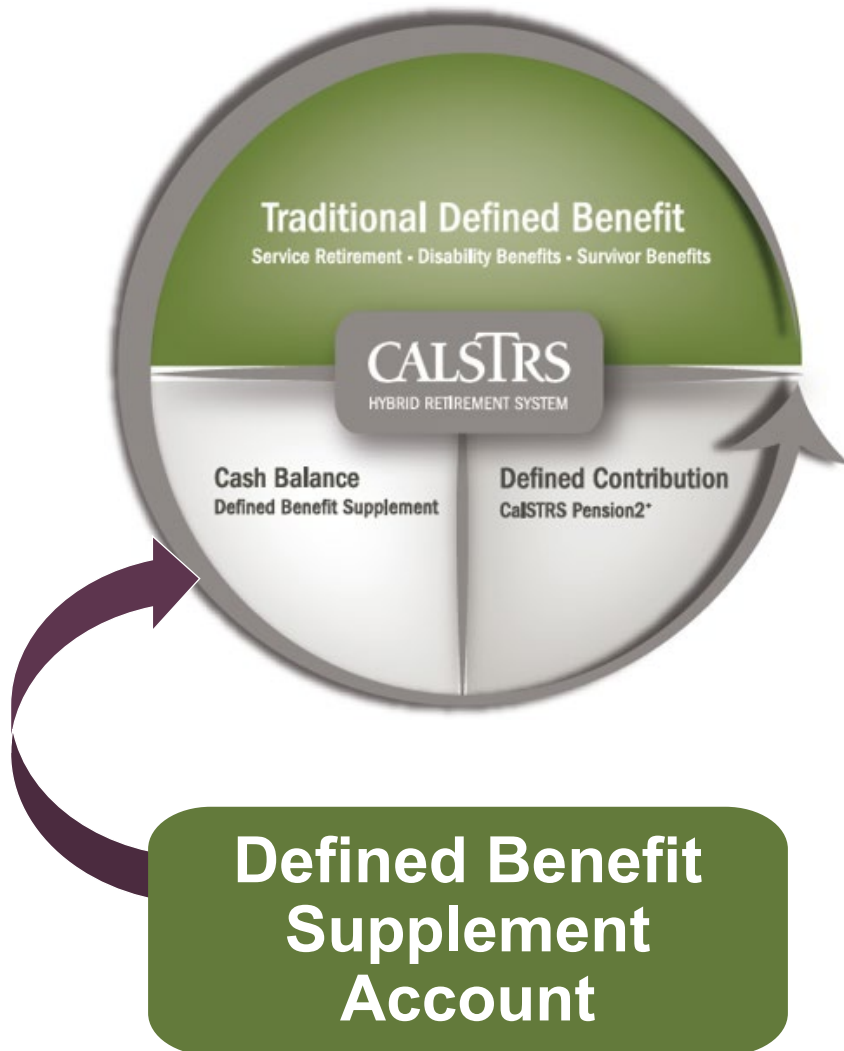 Traditional Defined Benefit
Service Retirement • Disability Benefits • Survivor Benefits
CALSTRS
HYBRID RETIREMENT SYSTEM
Cash Balance
Defined Benefit Supplement
Defined Contribution
CalSTRS Pension2*
Defined Benefit
Supplement
Account